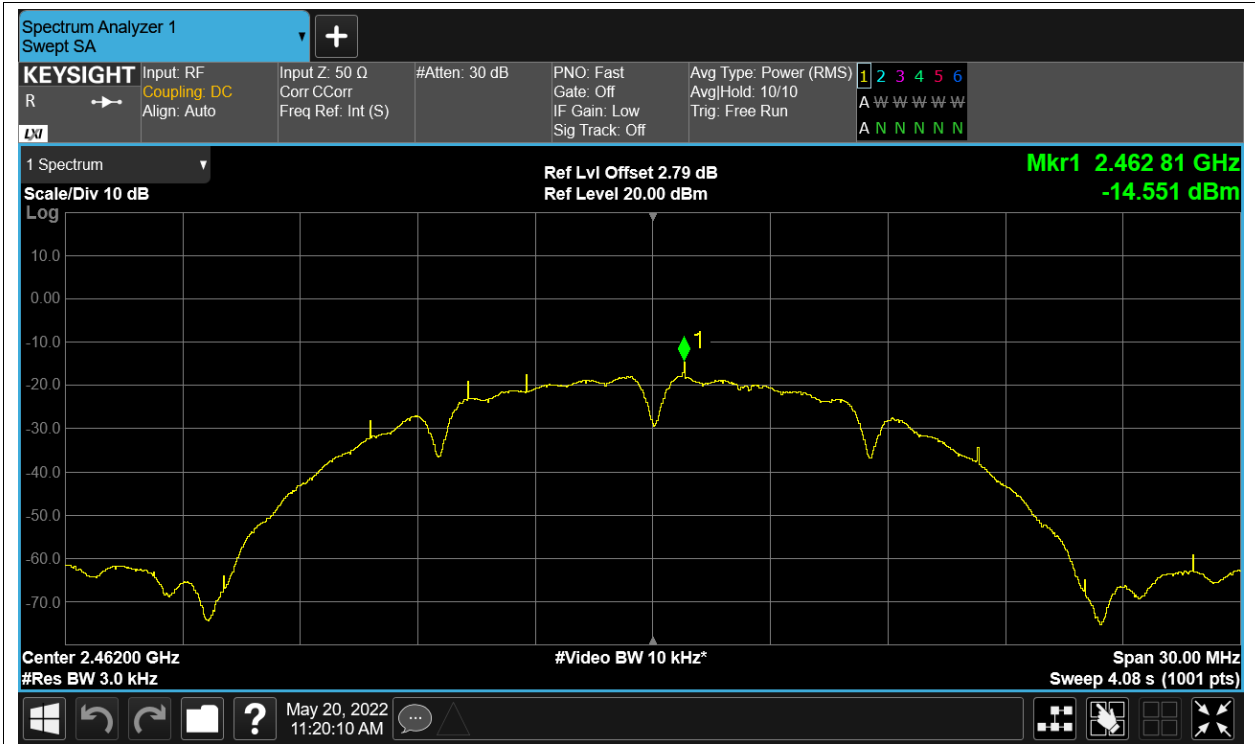 Spectrum Analyzer 1
Swept SA
+
KEYSIGHT
R
LXI
Input: RF
Coupling: DC
Align: Auto
Input Z: 50 Ω
Corr CCorr
Freq Ref: Int (S)
#Atten: 30 dB
PNO: Fast
Gate: Off
IF Gain: Low
Sig Track: Off
Avg Type: Power (RMS)
Avg|Hold: 10/10
Trig: Free Run
1 2 3 4 5 6
A W W W W W
A N N N N N
1 Spectrum
Scale/Div 10 dB
Log
Ref Lvl Offset 2.79 dB
Ref Level 20.00 dBm
Mkr1 2.462 81 GHz
-14.551 dBm
10.0
0.00
-10.0
-20.0
-30.0
-40.0
-50.0
-60.0
-70.0
1
Center 2.46200 GHz
#Res BW 3.0 kHz
#Video BW 10 kHz*
Span 30.00 MHz
Sweep 4.08 s (1001 pts)
?
May 20, 2022
11:20:10 AM